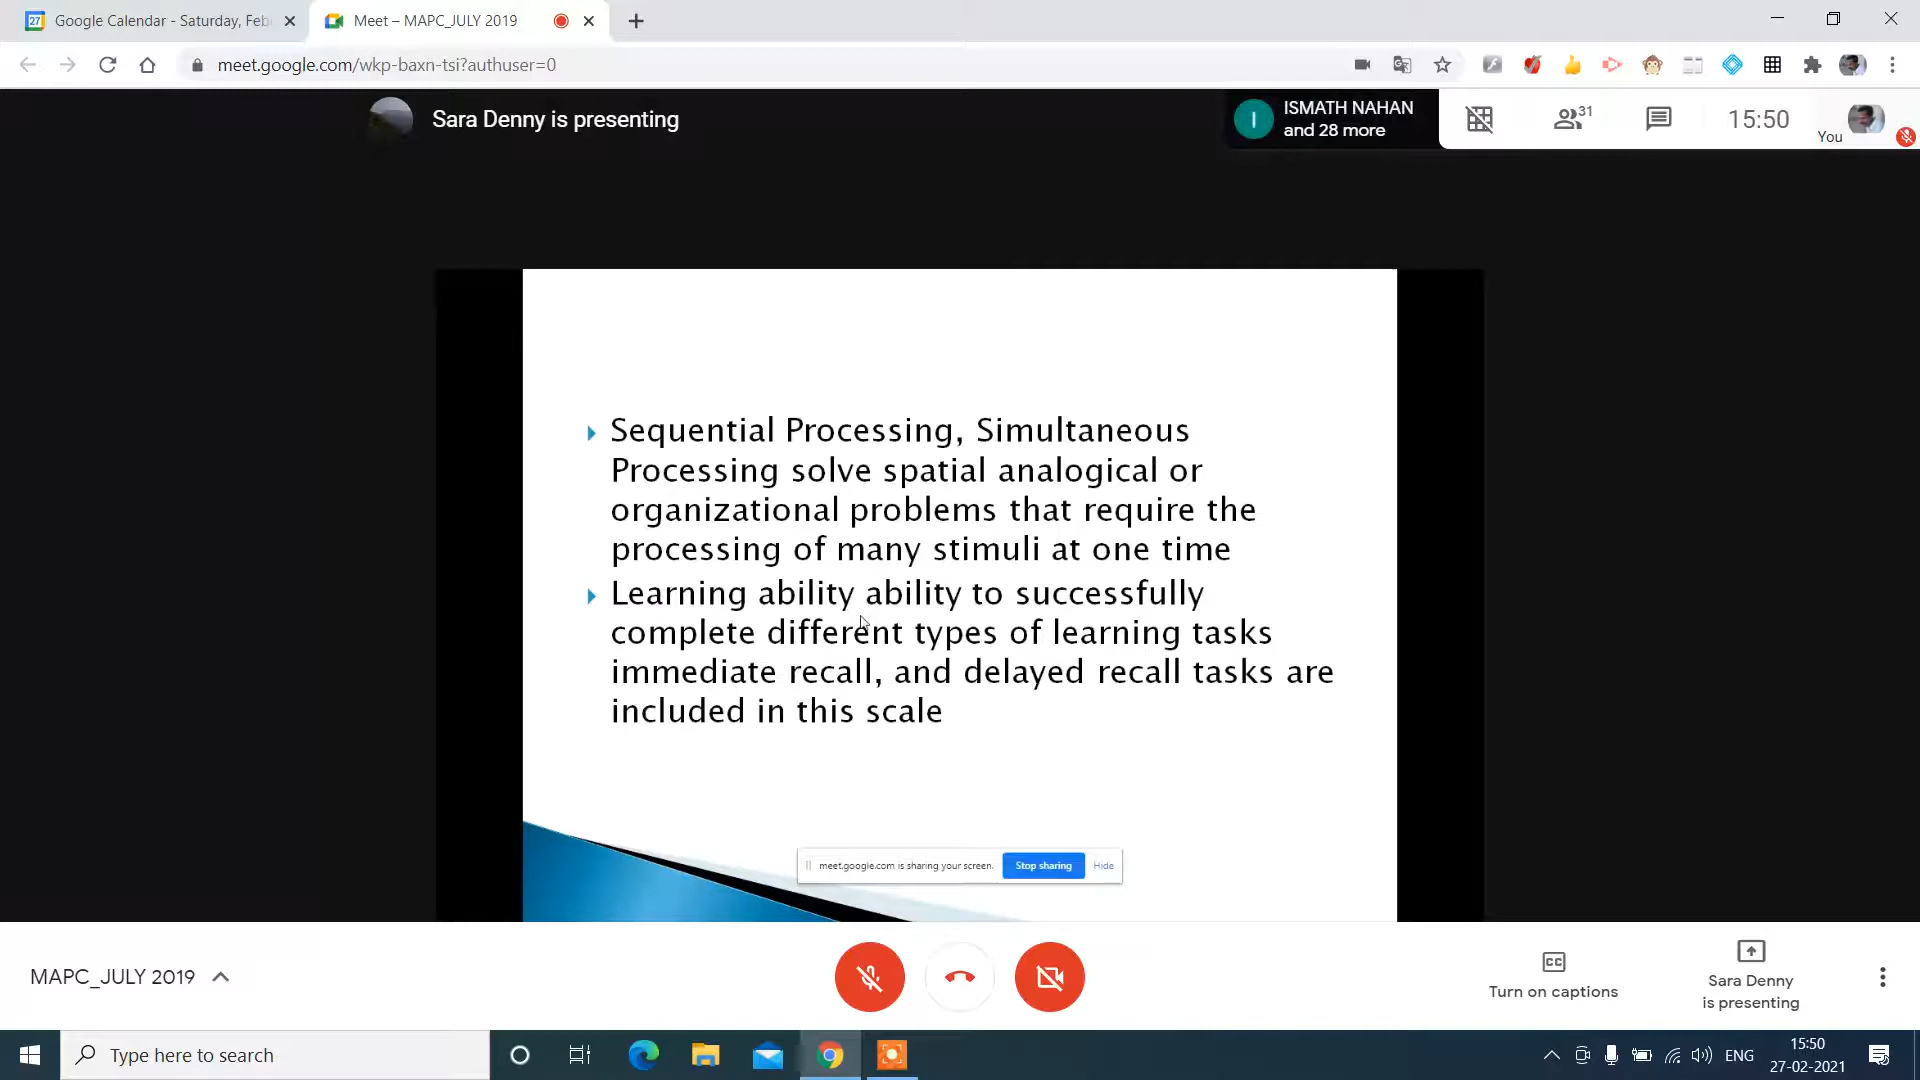 Google Calendar - Saturday, Feb
Meet – MAPC_JULY 2019
meet.google.com/wkp-baxn-tsi?authuser=0
Sara Denny is presenting
I
ISMATH NAHAN
and 28 more
31
15:50
You
Sequential Processing, Simultaneous
Processing solve spatial analogical or
organizational problems that require the
processing of many stimuli at one time
Learning ability ability to successfully
complete different types of learning tasks
immediate recall, and delayed recall tasks are
included in this scale
meet.google.com is sharing your screen.
Stop sharing
Hide
MAPC_JULY 2019
CC
Turn on captions
Sara Denny
is presenting
Type here to search
ENG
15:50
27-02-2021